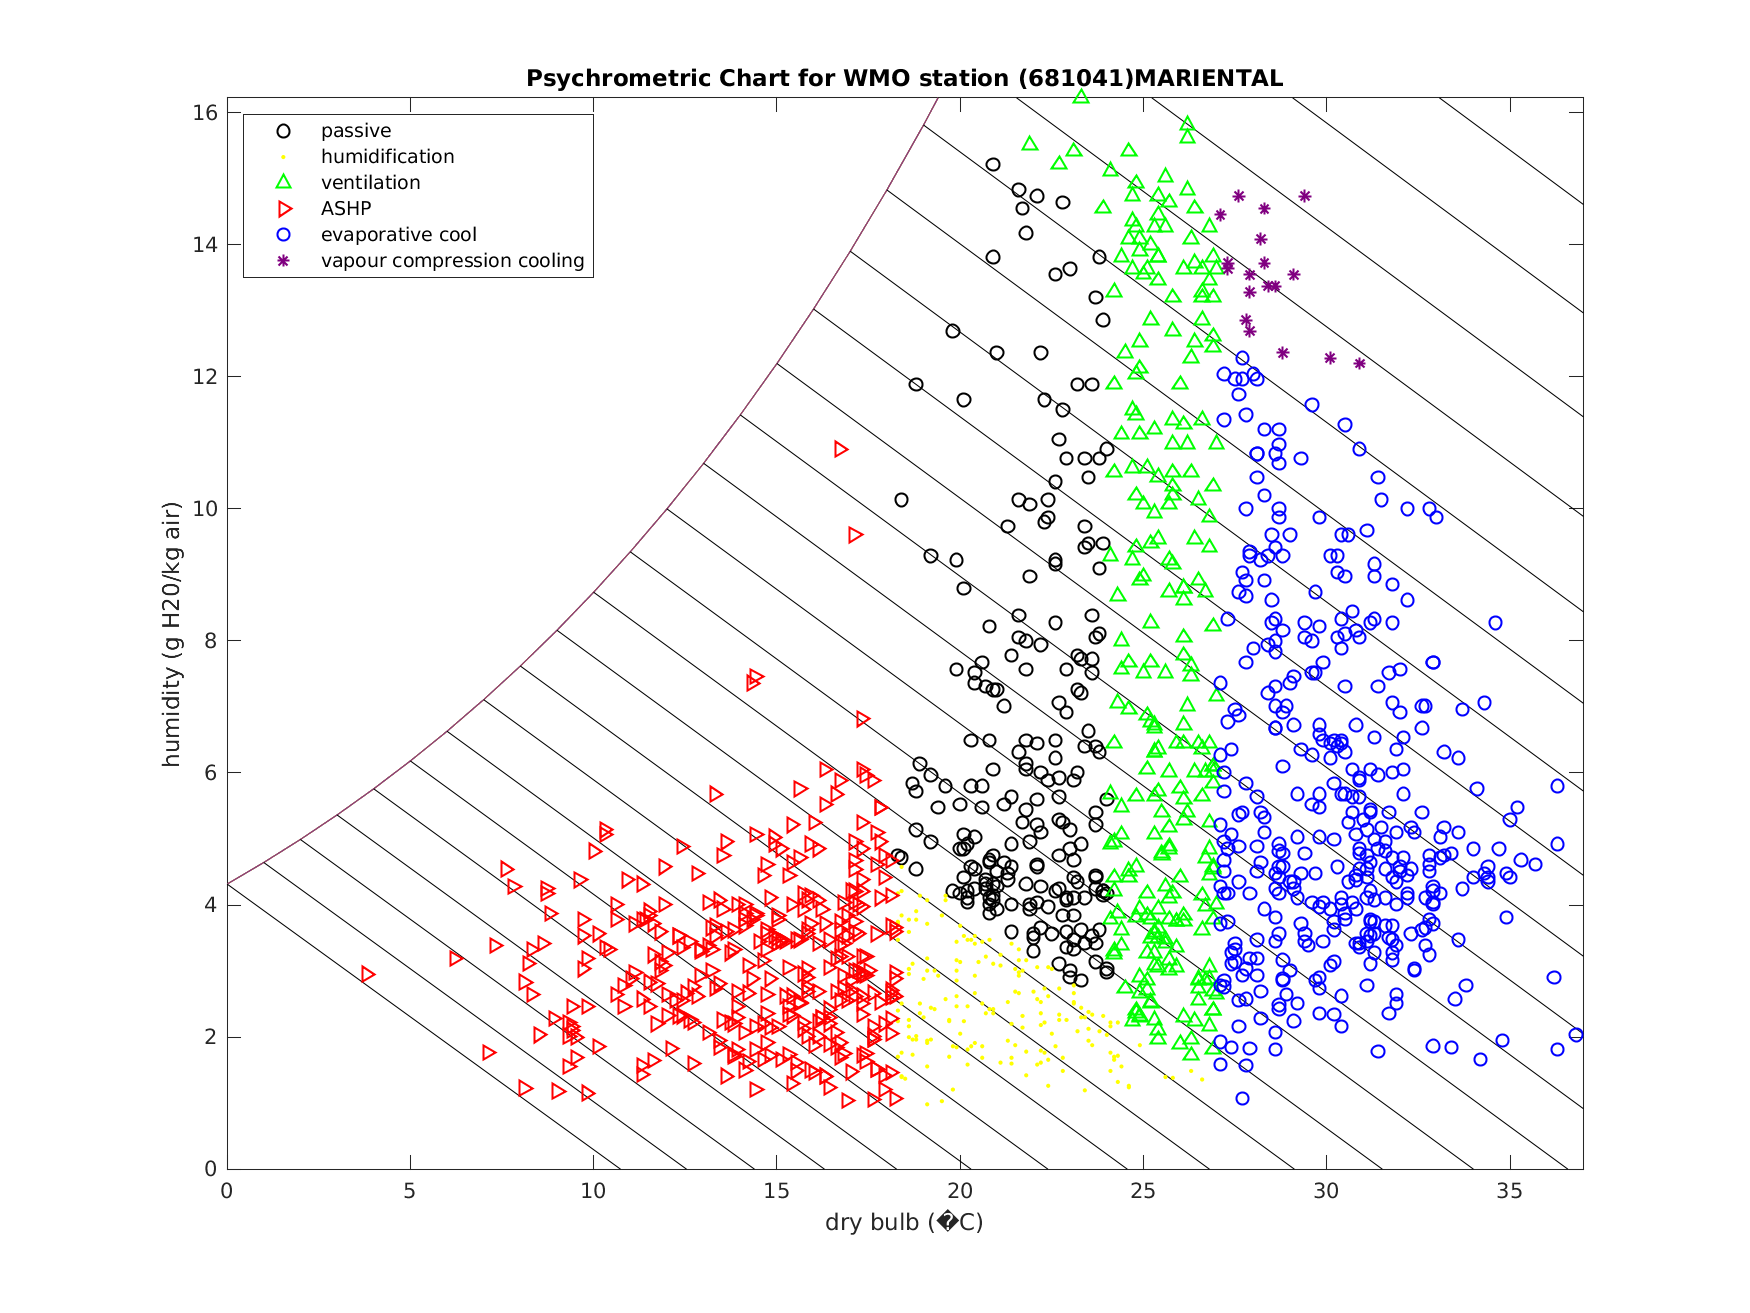 Psychrometric Chart for WMO station (681041)MARIENTAL
passive
humidification
ventilation
ASHP
evaporative cool
vapour compression cooling
humidity (g H20/kg air)
16
14
12
10
8
6
4
2
0
0 5 10 15 20 25 30 35
dry bulb (�C)